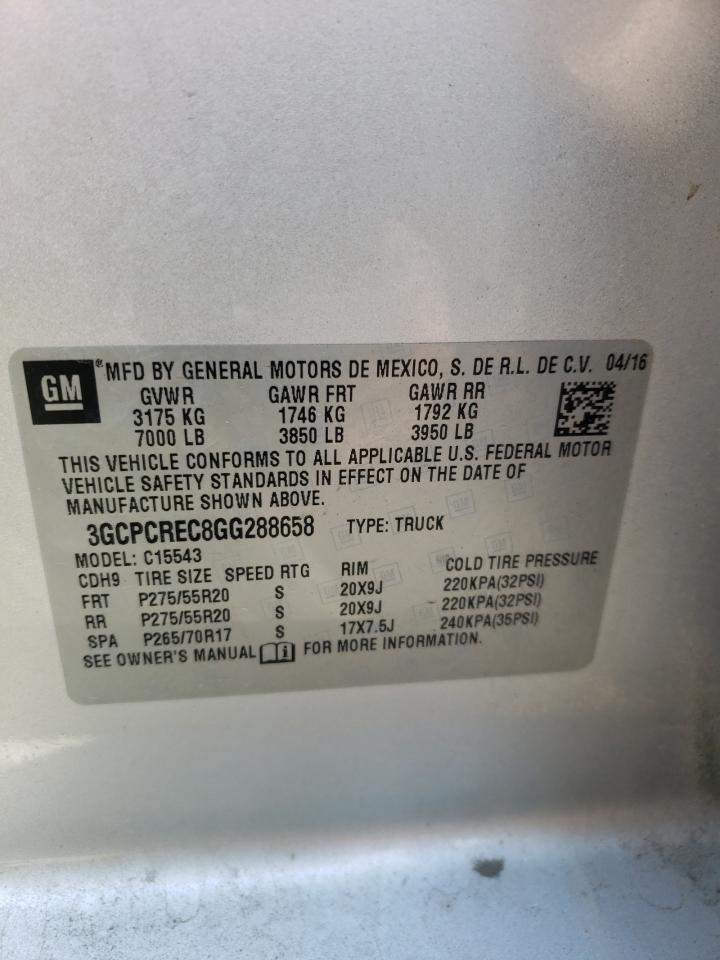 GM ® MFD BY GENERAL MOTORS DE MEXICO, S. DE R.L. DE C.V. 04/16
GVWR GAWR FRT GAWR RR
3175 KG 1746 KG 1792 KG
7000 LB 3850 LB 3950 LB
THIS VEHICLE CONFORMS TO ALL APPLICABLE U.S. FEDERAL MOTOR
VEHICLE SAFETY STANDARDS IN EFFECT ON THE DATE OF
MANUFACTURE SHOWN ABOVE.
3GCPCREC8GG288658 TYPE: TRUCK
MODEL: C15543
CDH9 TIRE SIZE SPEED RTG RIM COLD TIRE PRESSURE
FRT P275/55R20 S 20X9J 220KPA(32PSI)
RR P275/55R20 S 20X9J 220KPA(32PSI)
SPA P265/70R17 S 17X7.5J 240KPA(35PSI)
SEE OWNER'S MANUAL i FOR MORE INFORMATION.